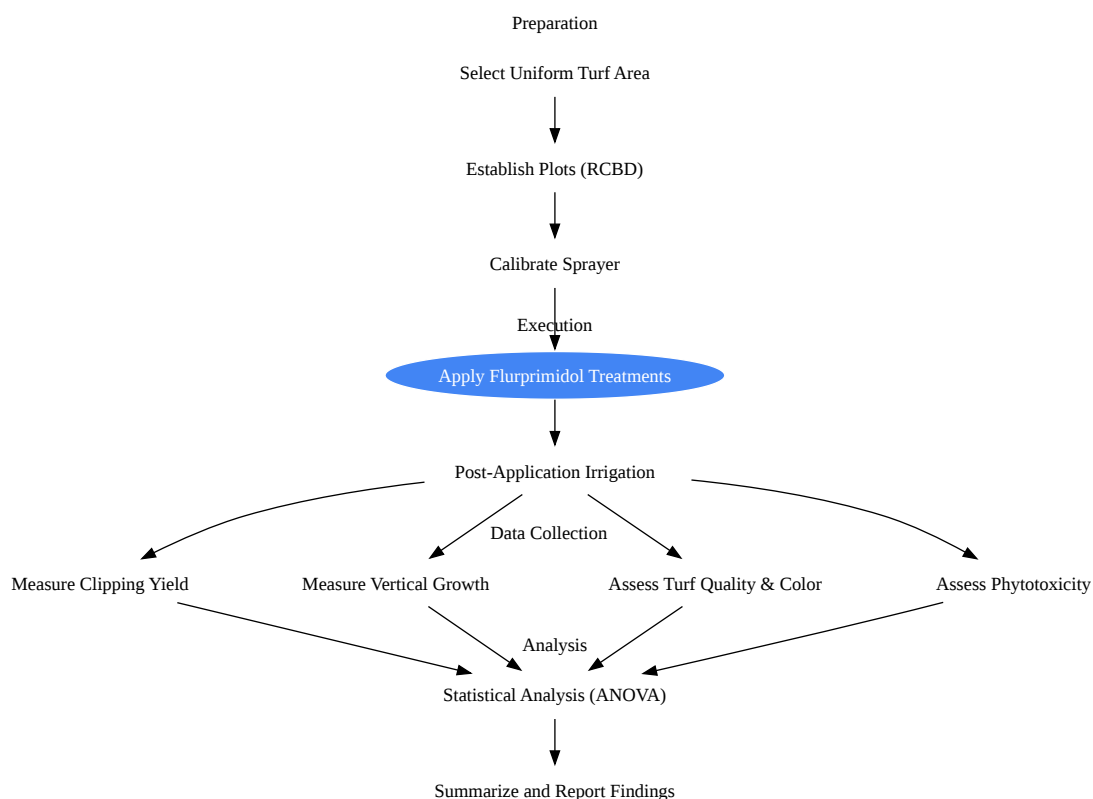 Preparation
Select Uniform Turf Area
Establish Plots (RCBD)
Calibrate Sprayer
Execution
Apply Flurprimidol Treatments
Post-Application Irrigation
Data Collection
Measure Clipping Yield
Measure Vertical Growth
Assess Turf Quality & Color
Assess Phytotoxicity
Analysis
Statistical Analysis (ANOVA)
Summarize and Report Findings